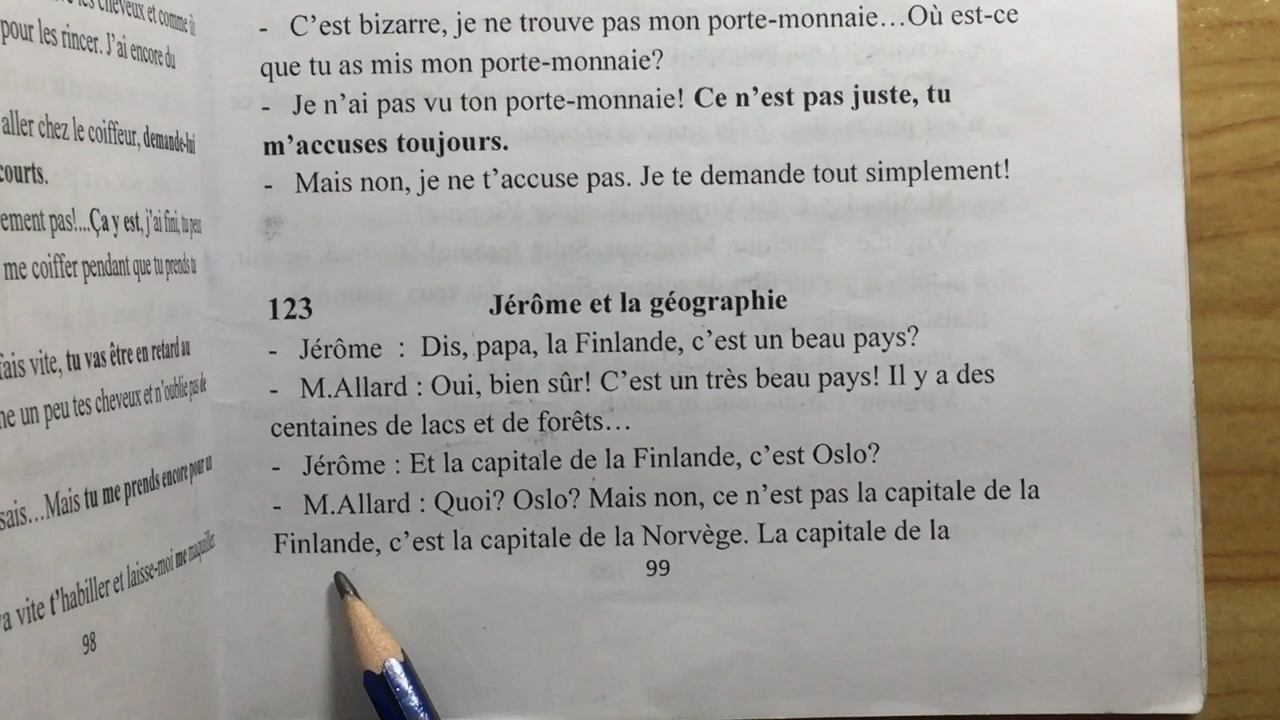 cheveux et comme il
pour les rincer. J'ai encore du
aller chez le coiffeur, demande-lui
courts.
ement pas!...Ça y est, j'ai fini, tu peu
me coiffer pendant que tu prends ta
fais vite, tu vas être en retard au
ne un peu tes cheveux et n'oublie pas de
sais...Mais tu me prends encore pour un
va vite t'habiller et laisse-moi me maquiller
98
- C'est bizarre, je ne trouve pas mon porte-monnaie...Où est-ce
que tu as mis mon porte-monnaie?
- Je n'ai pas vu ton porte-monnaie! Ce n'est pas juste, tu
m'accuses toujours.
- Mais non, je ne t'accuse pas. Je te demande tout simplement!
123 Jérôme et la géographie
- Jérôme : Dis, papa, la Finlande, c'est un beau pays?
- M.Allard : Oui, bien sûr! C'est un très beau pays! Il y a des
centaines de lacs et de forêts...
- Jérôme : Et la capitale de la Finlande, c'est Oslo?
- M.Allard : Quoi? Oslo? Mais non, ce n'est pas la capitale de la
Finlande, c'est la capitale de la Norvège. La capitale de la
99